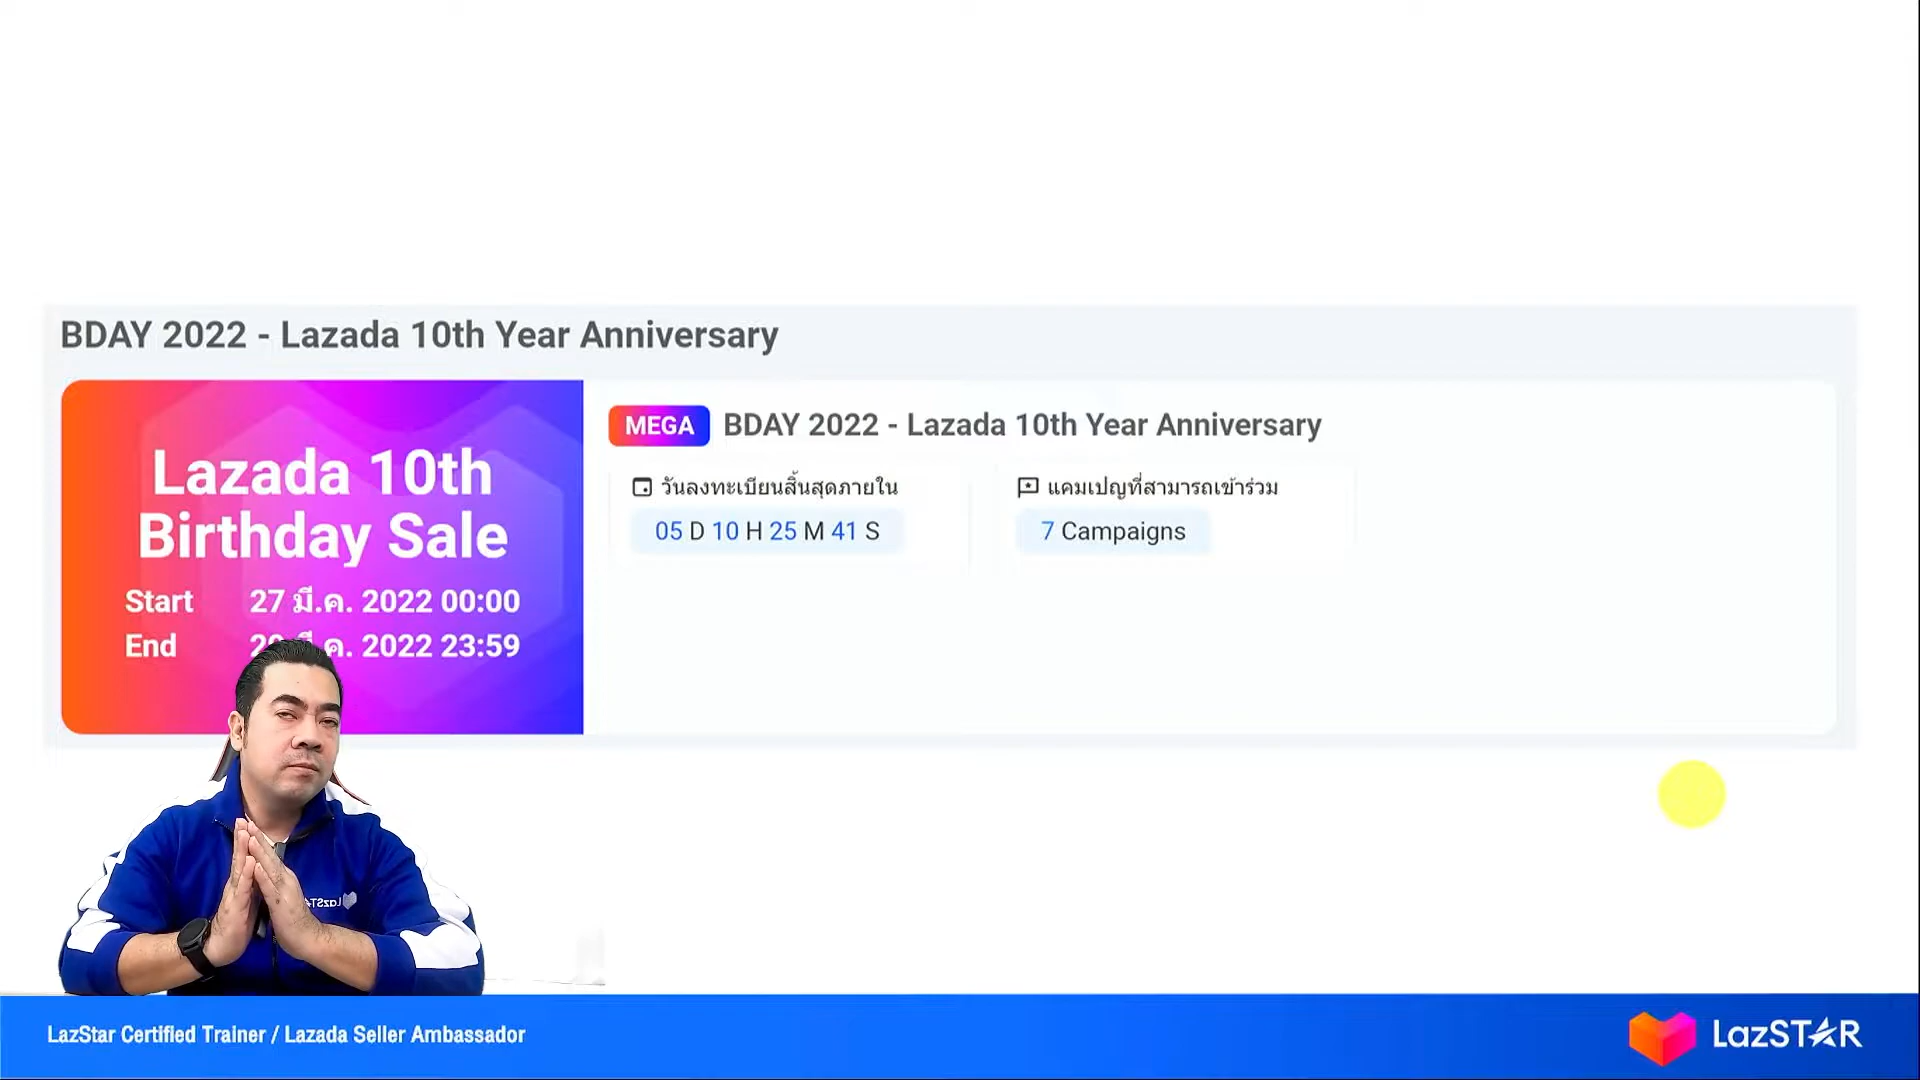 BDAY 2022 - Lazada 10th Year Anniversary
Lazada 10th
Birthday Sale
Start 27 มี.ค. 2022 00:00
End มี.ค. 2022 23:59
MEGA BDAY 2022 - Lazada 10th Year Anniversary
วันลงทะเบียนสิ้นสุดภายใน
05 D 10 H 25 M 41 S
แคมเปญที่สามารถเข้าร่วม
7 Campaigns
LazSTAR
LazStar Certified Trainer / Lazada Seller Ambassador
LazSTAR